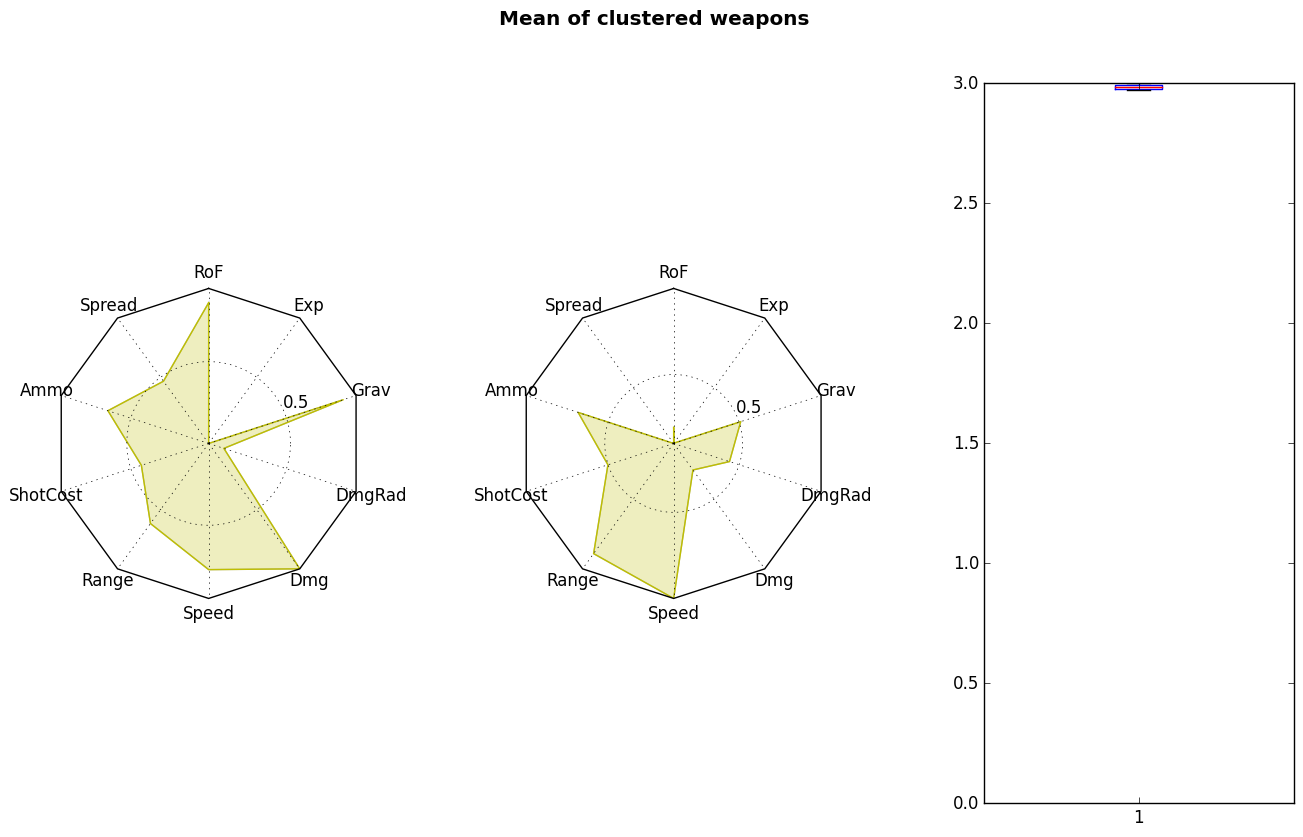 Mean of clustered weapons
RoF
Spread
Exp
Ammo
Grav
0.5
ShotCost
DmgRad
Range
Dmg
Speed
RoF
Spread
Exp
Ammo
Grav
0.5
ShotCost
DmgRad
Range
Dmg
Speed
3.0
2.5
2.0
1.5
1.0
0.5
0.0
1